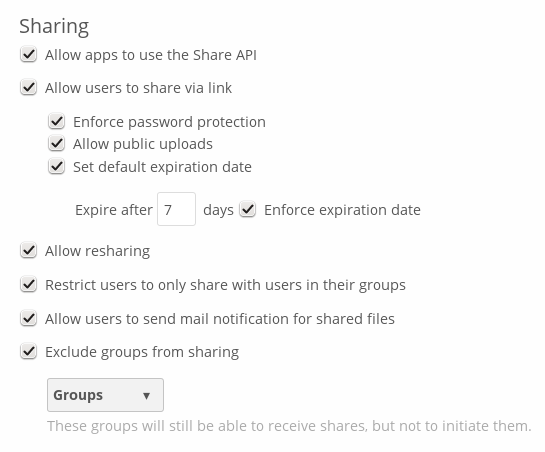 Sharing
Allow apps to use the Share API
Allow users to share via link
Enforce password protection
Allow public uploads
Set default expiration date
Expire after 7 days Enforce expiration date
Allow resharing
Restrict users to only share with users in their groups
Allow users to send mail notification for shared files
Exclude groups from sharing
Groups
These groups will still be able to receive shares, but not to initiate them.